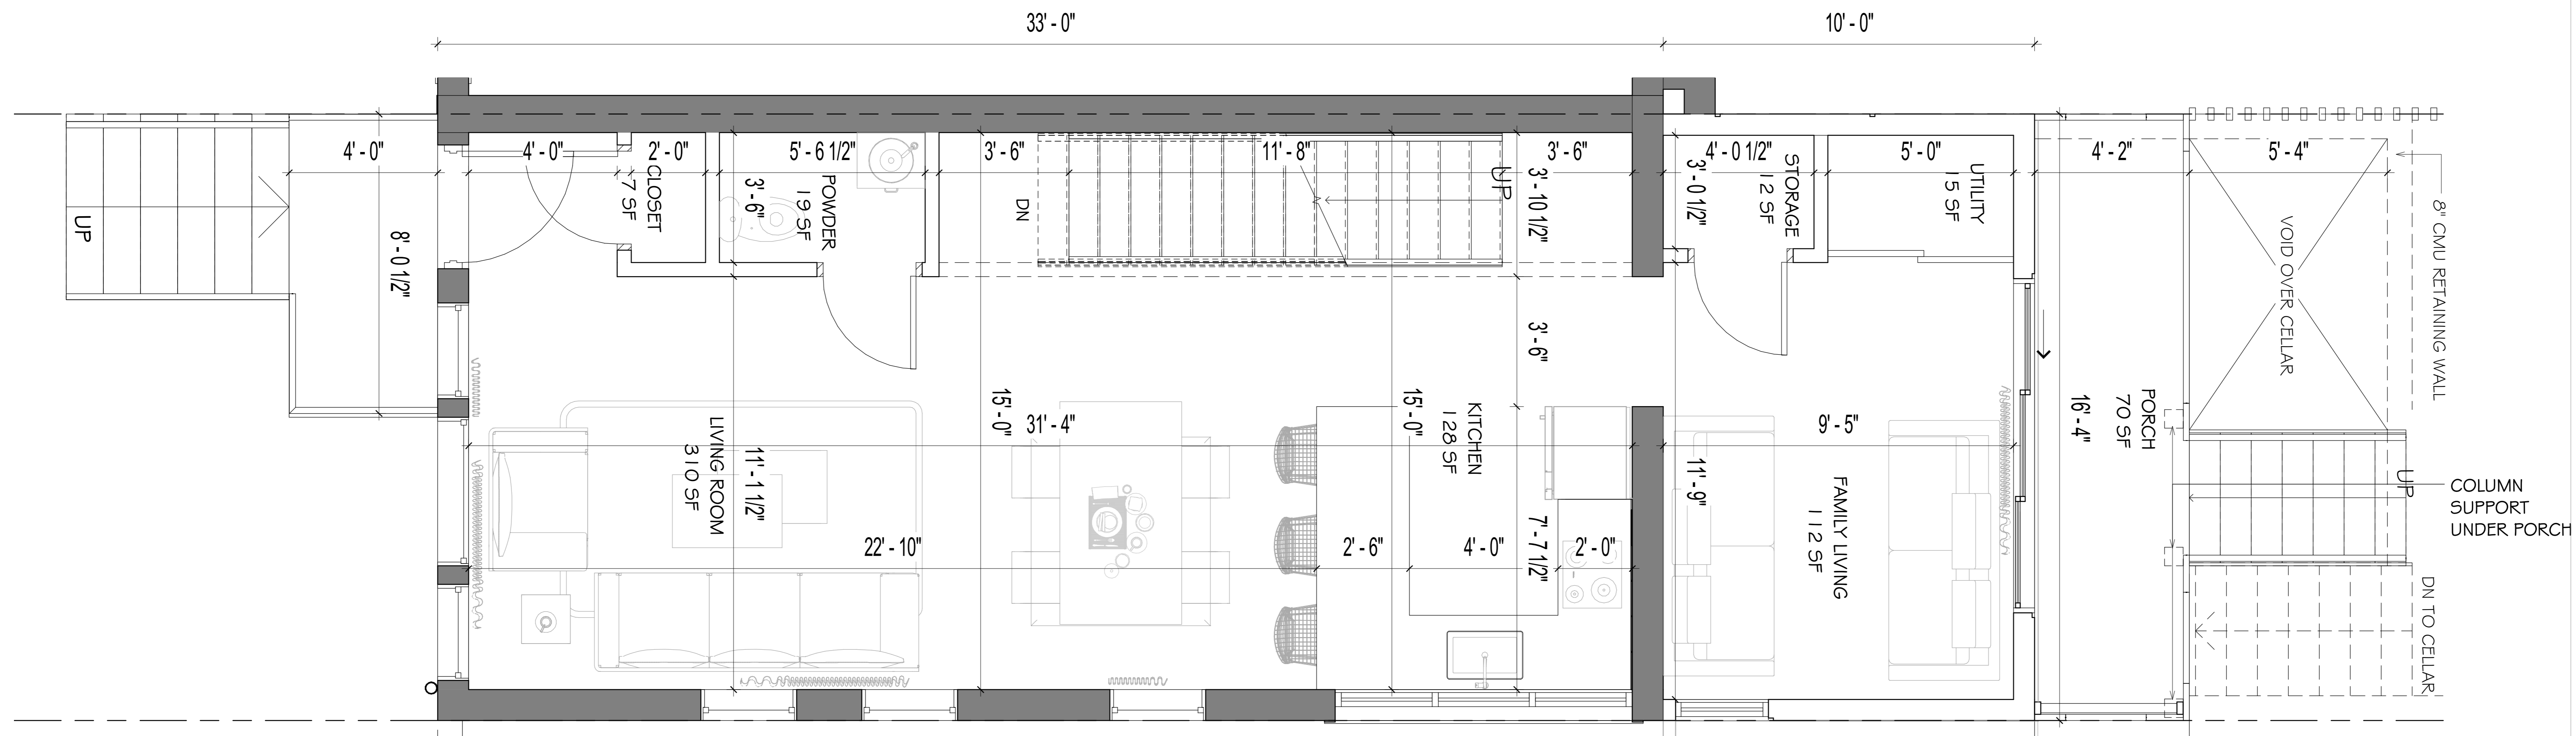 33' - 0"
10' - 0"
4' - 0"
4' - 0"
2' - 0"
5' - 6 1/2"
3' - 6"
11' - 8"
3' - 6"
4' - 0 1/2"
5' - 0"
4' - 2"
5' - 4"
UP
8' - 0 1/2"
CLOSET
7 SF
3' - 6"
POWDER
19 SF
DN
UP
3' - 10 1/2"
3' - 0 1/2"
STORAGE
12 SF
UTILITY
15 SF
VOID OVER CELLAR
8" CMU RETAINING WALL
3' - 6"
LIVING ROOM
310 SF
11' - 1 1/2"
15' - 0"
31' - 4"
15' - 0"
KITCHEN
128 SF
11' - 9"
9' - 5"
FAMILY LIVING
112 SF
16' - 4"
PORCH
70 SF
UP
COLUMN
SUPPORT
UNDER PORCH
22' - 10"
2' - 6"
4' - 0"
7' - 7 1/2"
2' - 0"
DN TO CELLAR